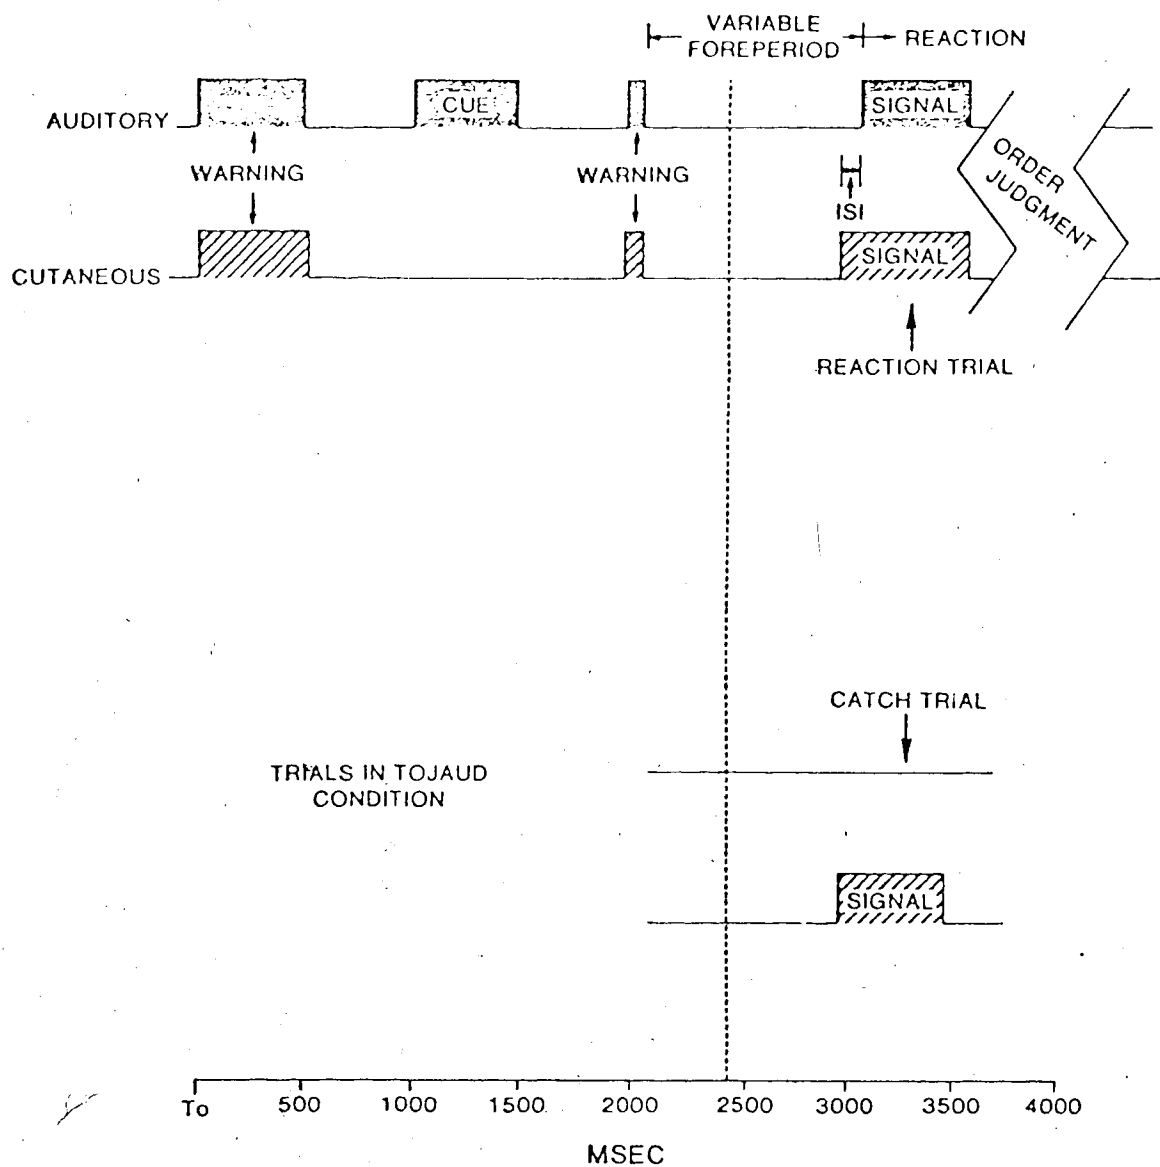 VARIABLE
FOREPERIOD
REACTION
AUDITORY
CUE
SIGNAL
WARNING
WARNING
ISI
ORDER
JUDGMENT
CUTANEOUS
SIGNAL
REACTION TRIAL
CATCH TRIAL
TRIALS IN TOJAUD
CONDITION
SIGNAL
To 500 1000 1500 2000 2500 3000 3500 4000
MSEC